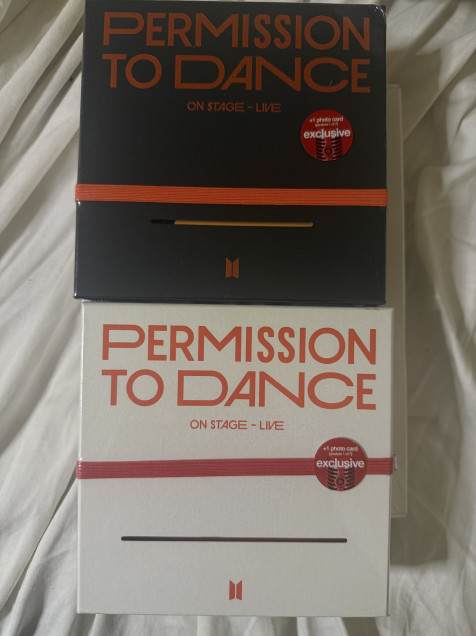 PERMISSION
TO DANCE
ON STAGE - LIVE
+1 photo card
exclusive
PERMISSION
TO DANCE
ON STAGE - LIVE
+1 photo card
exclusive